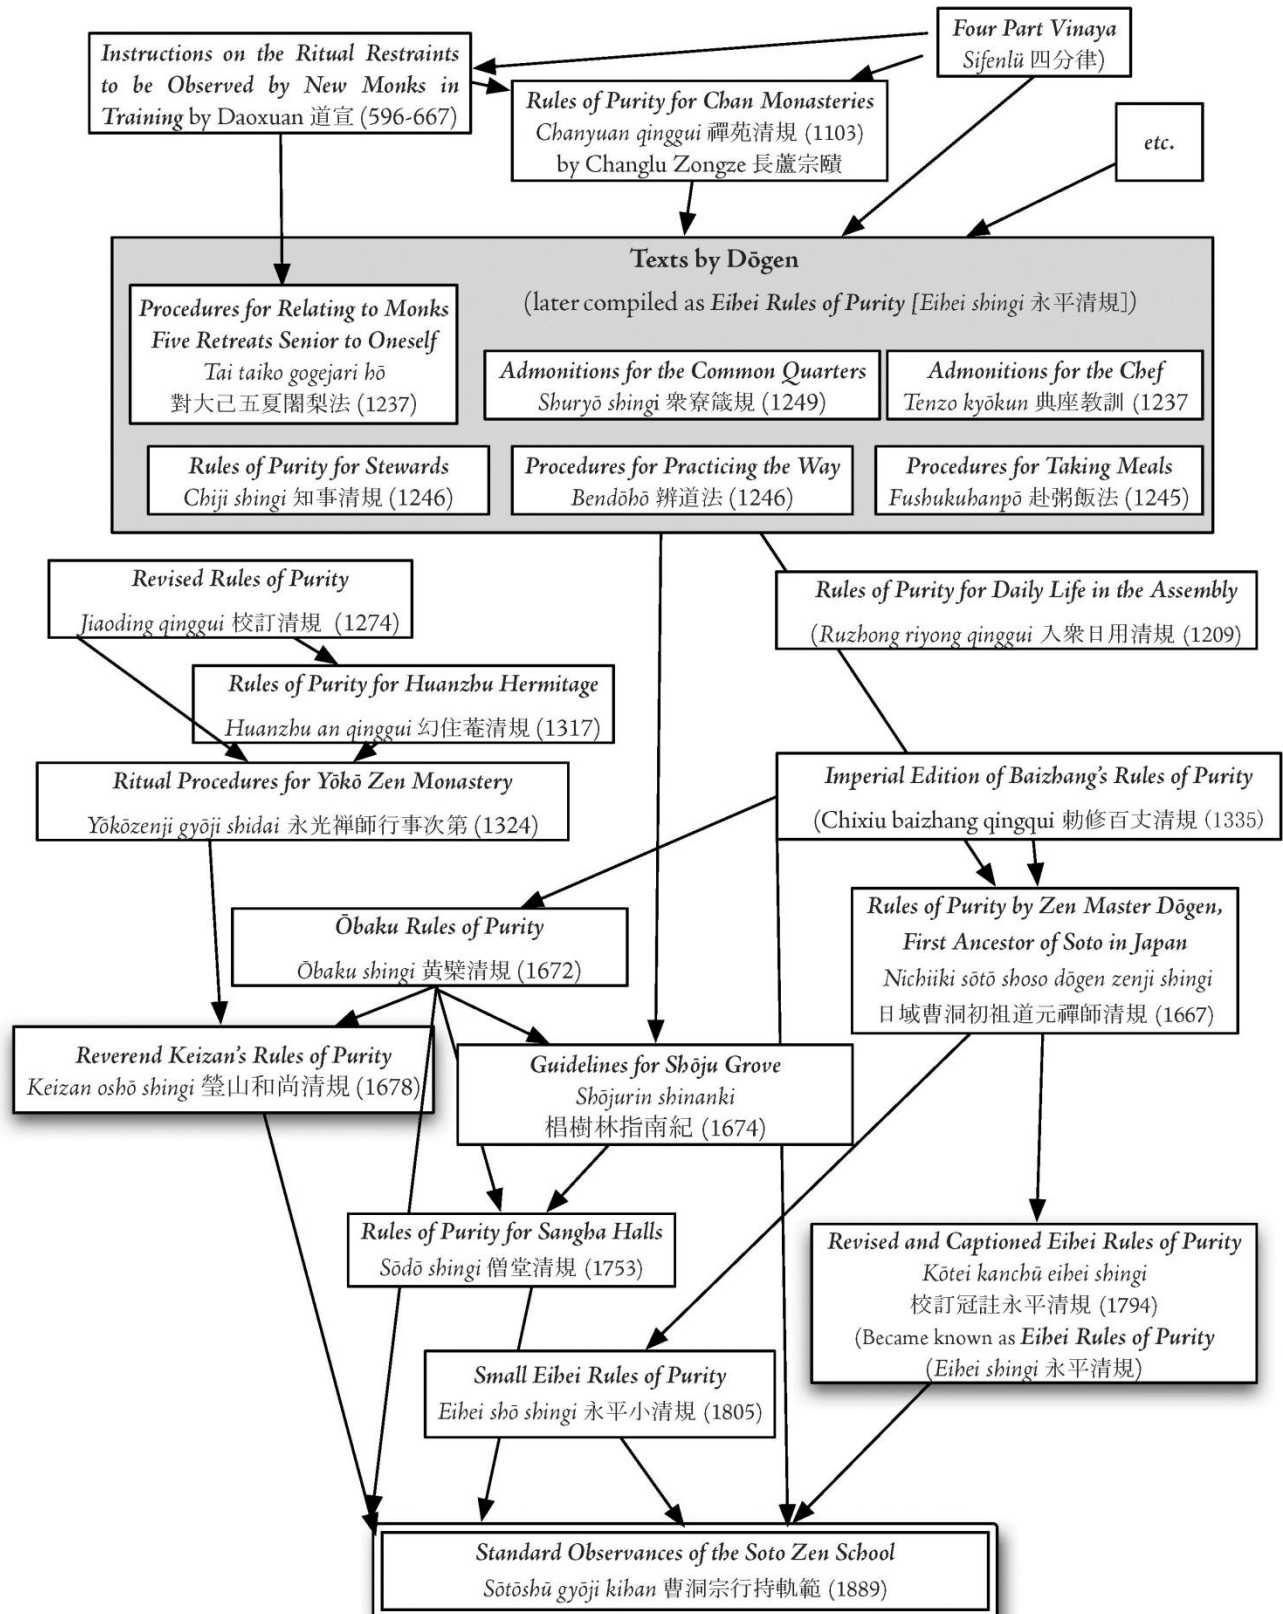 Instructions on the Ritual Restraints
to be Observed by New Monks in
Training by Daoxuan 道宣 (596-667)
Four Part Vinaya
Sifenlü 四分律)
Rules of Purity for Chan Monasteries
Chanyuan qinggui 禪苑清規 (1103)
by Changlu Zongze 長蘆宗賾
etc.
Texts by Dōgen
(later compiled as Eihei Rules of Purity [Eihei shingi 永平清規])
Procedures for Relating to Monks
Five Retreats Senior to Oneself
Tai taiko gogejari hō
對大己五夏闍梨法 (1237)
Admonitions for the Common Quarters
Shuryō shingi 衆寮箴規 (1249)
Admonitions for the Chef
Tenzo kyōkun 典座教訓 (1237
Rules of Purity for Stewards
Chiji shingi 知事清規 (1246)
Procedures for Practicing the Way
Bendōhō 辨道法 (1246)
Procedures for Taking Meals
Fushukuhanpō 赴粥飯法 (1245)
Revised Rules of Purity
Jiaoding qinggui 校訂清規 (1274)
Rules of Purity for Daily Life in the Assembly
(Ruzhong riyong qinggui 入衆日用清規 (1209)
Rules of Purity for Huanzhu Hermitage
Huanzhu an qinggui 幻住菴清規 (1317)
Ritual Procedures for Yōkō Zen Monastery
Yōkōzenji gyōji shidai 永光禅師行事次第 (1324)
Imperial Edition of Baizhang's Rules of Purity
(Chixiu baizhang qingqui 勅修百丈清規 (1335)
Ōbaku Rules of Purity
Ōbaku shingi 黃檗清規 (1672)
Rules of Purity by Zen Master Dōgen,
First Ancestor of Soto in Japan
Nichiiki sōtō shoso dōgen zenji shingi
日域曹洞初祖道元禪師清規 (1667)
Reverend Keizan's Rules of Purity
Keizan oshō shingi 瑩山和尚清規 (1678)
Guidelines for Shōju Grove
Shōjurin shinanki
椙樹林指南紀 (1674)
Rules of Purity for Sangha Halls
Sōdō shingi 僧堂清規 (1753)
Revised and Captioned Eihei Rules of Purity
Kōtei kanchū eihei shingi
校訂冠註永平清規 (1794)
(Became known as Eihei Rules of Purity
(Eihei shingi 永平清規)
Small Eihei Rules of Purity
Eihei shō shingi 永平小清規 (1805)
Standard Observances of the Soto Zen School
Sōtōshū gyōji kihan 曹洞宗行持軌範 (1889)